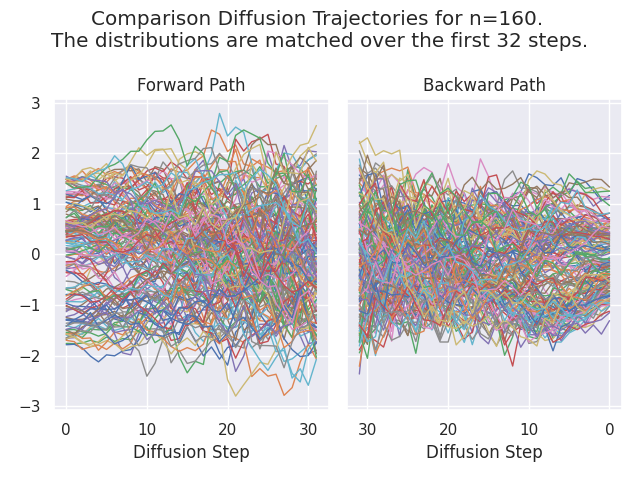 Comparison Diffusion Trajectories for n=160.
The distributions are matched over the first 32 steps.
Forward Path
Backward Path
3
2
1
0
−1
−2
−3
0 10 20 30
30 20 10 0
Diffusion Step
Diffusion Step